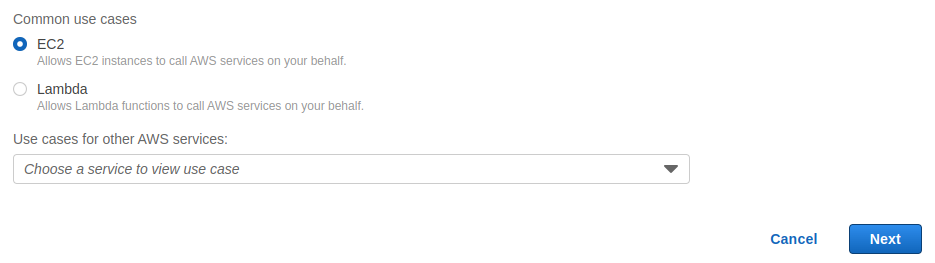 Common use cases
EC2
Allows EC2 instances to call AWS services on your behalf.
Lambda
Allows Lambda functions to call AWS services on your behalf.
Use cases for other AWS services:
Choose a service to view use case
Cancel Next